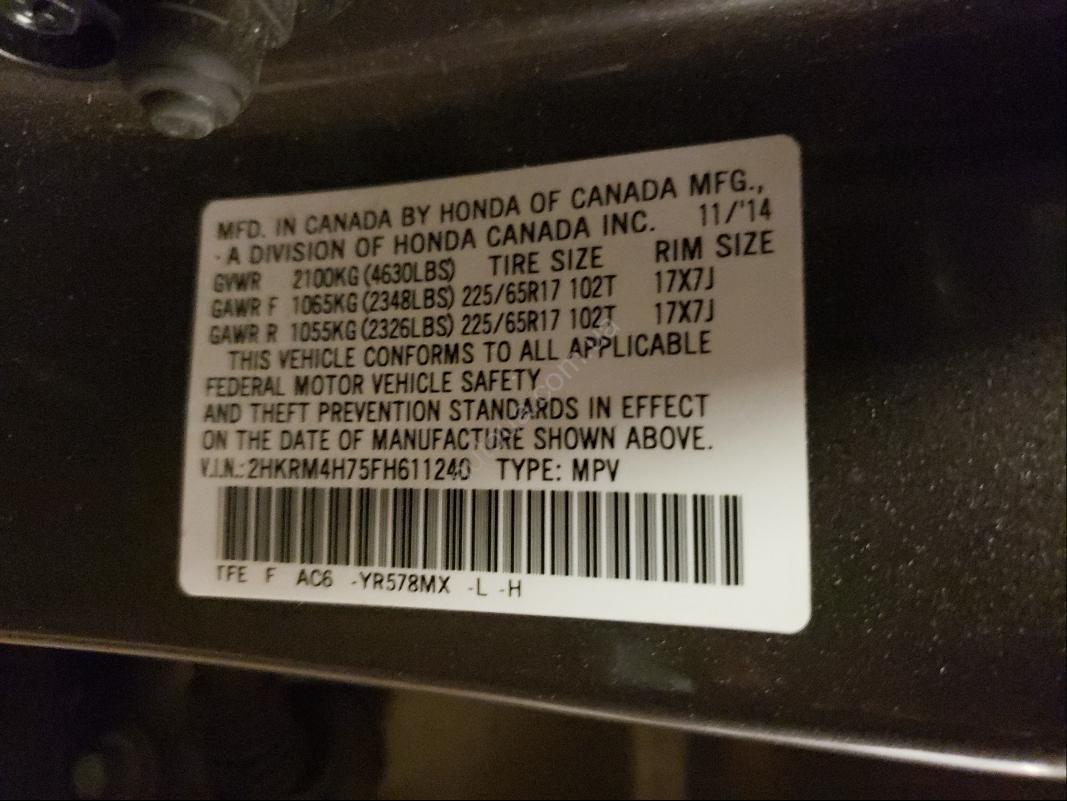 MFD. IN CANADA BY HONDA OF CANADA MFG.,
A DIVISION OF HONDA CANADA INC. 11/'14
GVWR 2100KG (4630LBS) TIRE SIZE RIM SIZE
GAWR F 1065KG (2348LBS) 225/65R17 102T 17X7J
GAWR R 1055KG (2326LBS) 225/65R17 102T 17X7J
THIS VEHICLE CONFORMS TO ALL APPLICABLE
FEDERAL MOTOR VEHICLE SAFETY
AND THEFT PREVENTION STANDARDS IN EFFECT
ON THE DATE OF MANUFACTURE SHOWN ABOVE.
V.I.N.: 2HKRM4H75FH611240 TYPE: MPV
TFE F AC6 -YR578MX -L -H